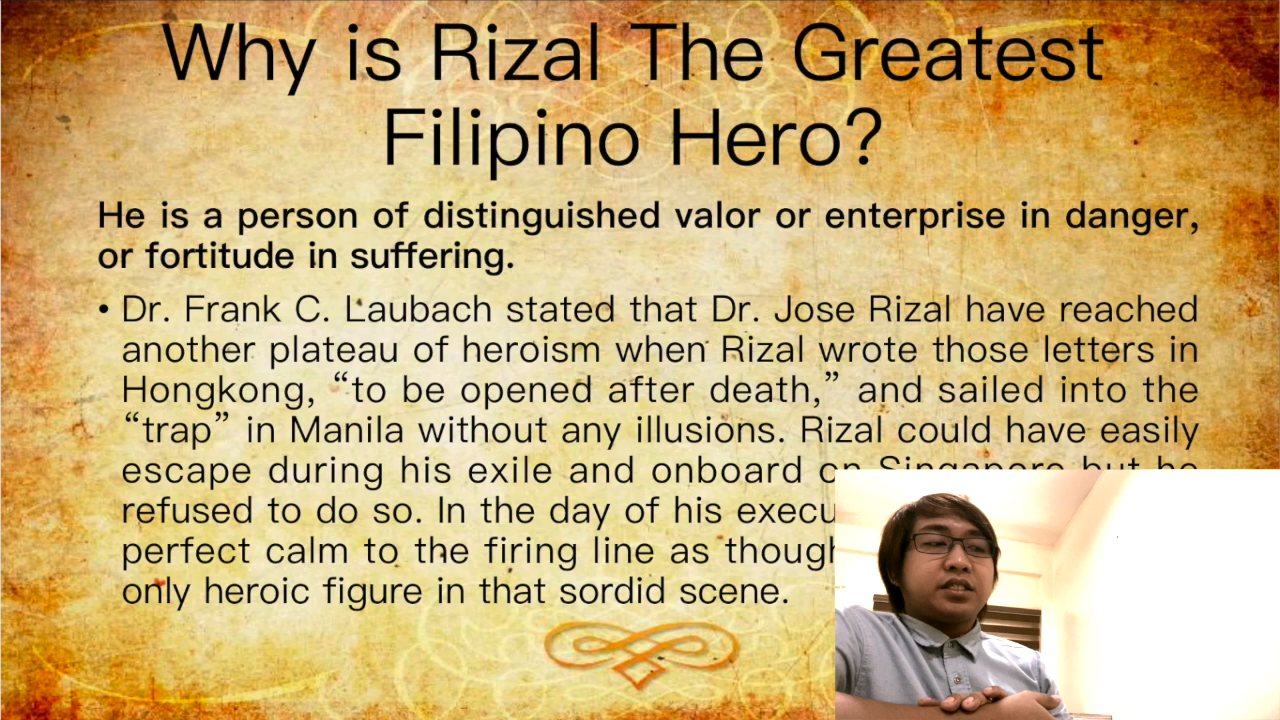 Why is Rizal The Greatest
Filipino Hero?
He is a person of distinguished valor or enterprise in danger,
or fortitude in suffering.
• Dr. Frank C. Laubach stated that Dr. Jose Rizal have reached
another plateau of heroism when Rizal wrote those letters in
Hongkong, “to be opened after death,” and sailed into the
“trap” in Manila without any illusions. Rizal could have easily
escape during his exile and onboard on Singapore but he
refused to do so. In the day of his
perfect calm to the firing line as
only heroic figure in that sordid scene.